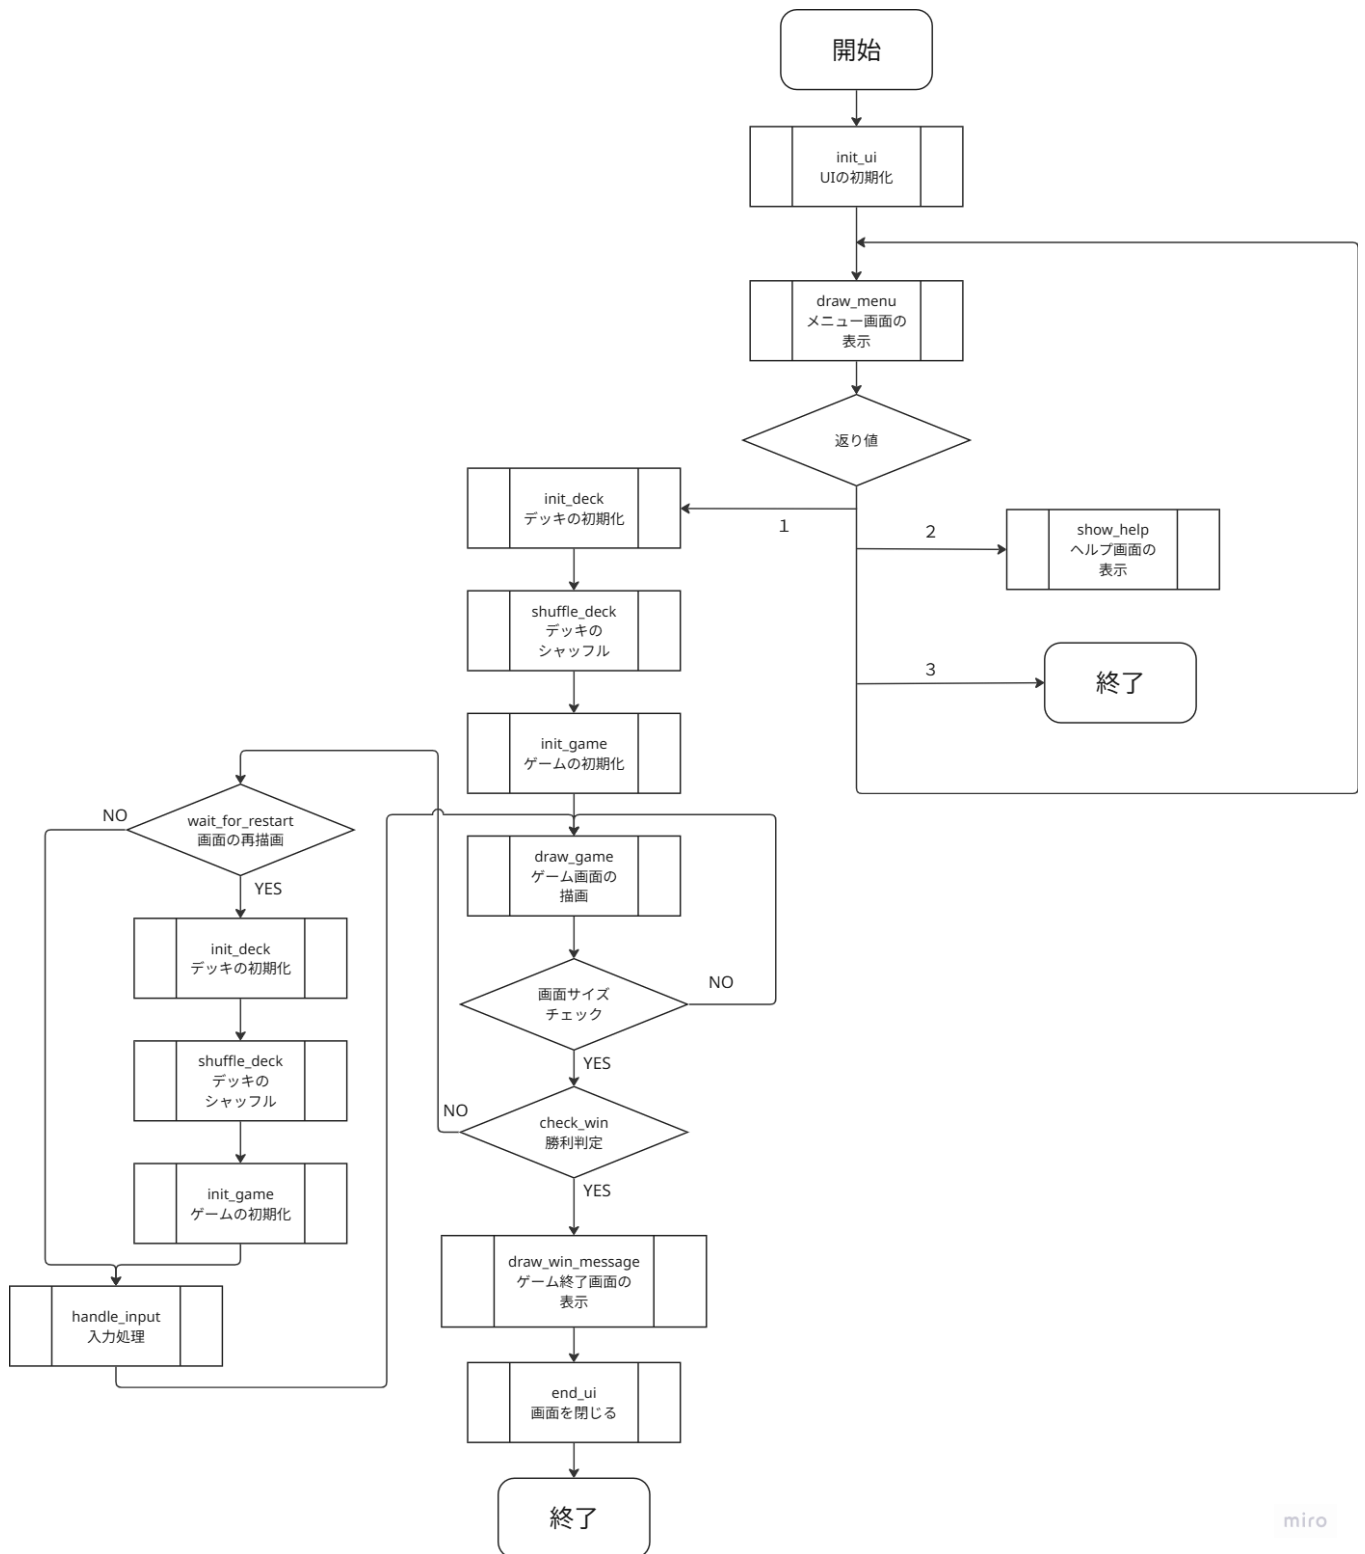 開始
init_ui
UIの初期化
draw_menu
メニュー画面の
表示
返り値
1
2
3
init_deck
デッキの初期化
show_help
ヘルプ画面の
表示
終了
shuffle_deck
デッキの
シャッフル
init_game
ゲームの初期化
draw_game
ゲーム画面の
描画
画面サイズ
チェック
NO
YES
check_win
勝利判定
NO
YES
wait_for_restart
画面の再描画
NO
YES
init_deck
デッキの初期化
shuffle_deck
デッキの
シャッフル
init_game
ゲームの初期化
handle_input
入力処理
draw_win_message
ゲーム終了画面の
表示
end_ui
画面を閉じる
終了
miro